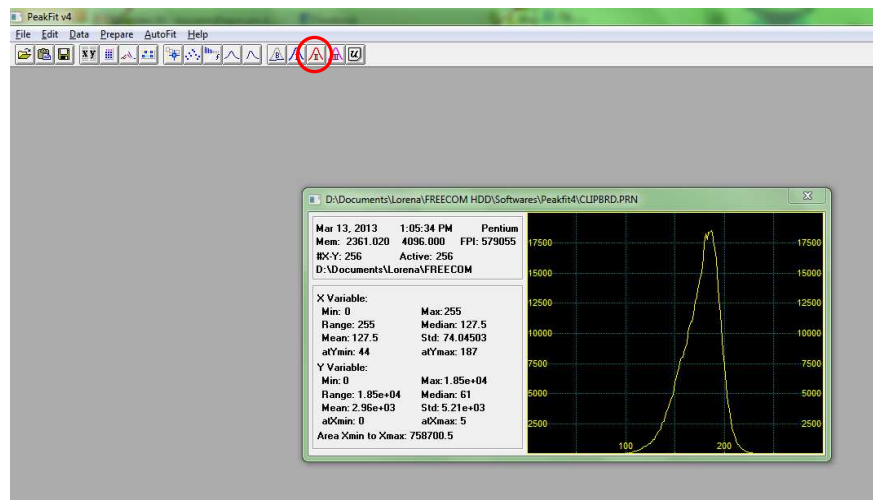 PeakFit v4
File Edit Data Prepare AutoFit Help
D:\Documents\Lorena\FREECOM HDD\Softwares\Peakfit4\CLIPBRD.PRN
Mar 13, 2013 1:05:34 PM Pentium
Mem: 2361.020 4096.000 FPI: 579055
#X-Y: 256 Active: 256
D:\Documents\Lorena\FREECOM
X Variable:
Min: 0 Max: 255
Range: 255 Median: 127.5
Mean: 127.5 Std: 74.04503
atYmin: 44 atYmax: 187
Y Variable:
Min: 0 Max: 1.85e+04
Range: 1.85e+04 Median: 61
Mean: 2.96e+03 Std: 5.21e+03
atXmin: 0 atXmax: 5
Area Xmin to Xmax: 758700.5
17500 17500
15000 15000
12500 12500
10000 10000
7500 7500
5000 5000
2500 2500
100 200